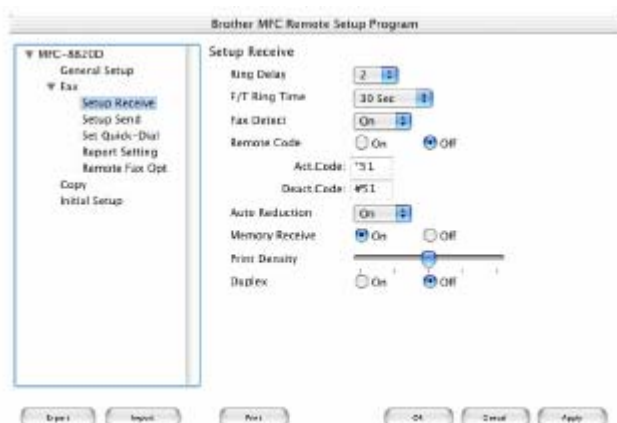 Brother MFC Remote Setup Program
MFC-8820D
General Setup
Fax
Setup Receive
Setup Send
Set Quick-Dial
Report Setting
Remote Fax Opt
Copy
Initial Setup
Setup Receive
Ring Delay 2
F/T Ring Time 30 Sec
Fax Detect On
Remote Code On Off
Act.Code: *51
Deact.Code: #51
Auto Reduction On
Memory Receive On Off
Print Density
Duplex On Off
Export Import Print OK Cancel Apply